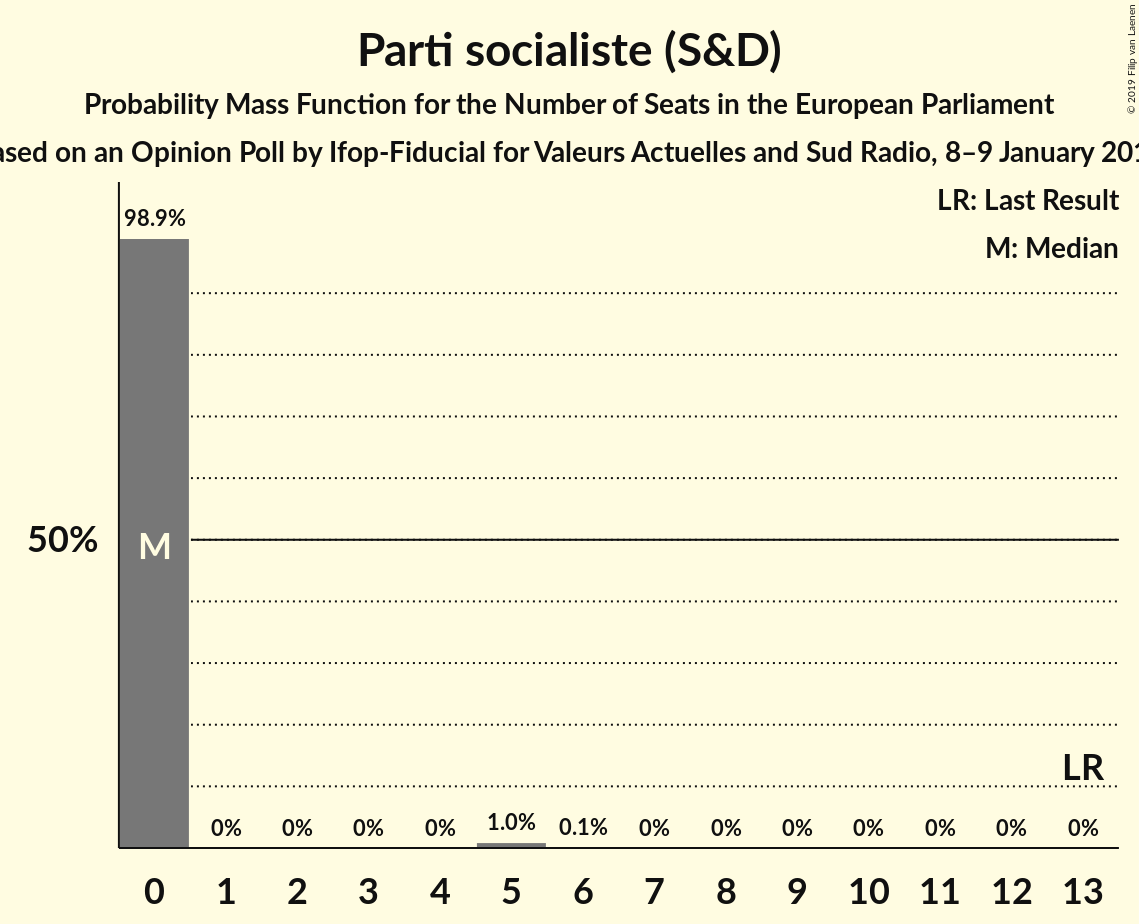 Parti socialiste (S&D)
Probability Mass Function for the Number of Seats in the European Parliament
on an Opinion Poll by Ifop-Fiducial for Valeurs Actuelles and Sud Radio, 8–9 January
© 2019 Filip van Laenen
LR: Last Result
M: Median
98.9%
50%
M
LR
0% 0% 0% 0% 1.0% 0.1% 0% 0% 0% 0% 0% 0% 0%
0 1 2 3 4 5 6 7 8 9 10 11 12 13